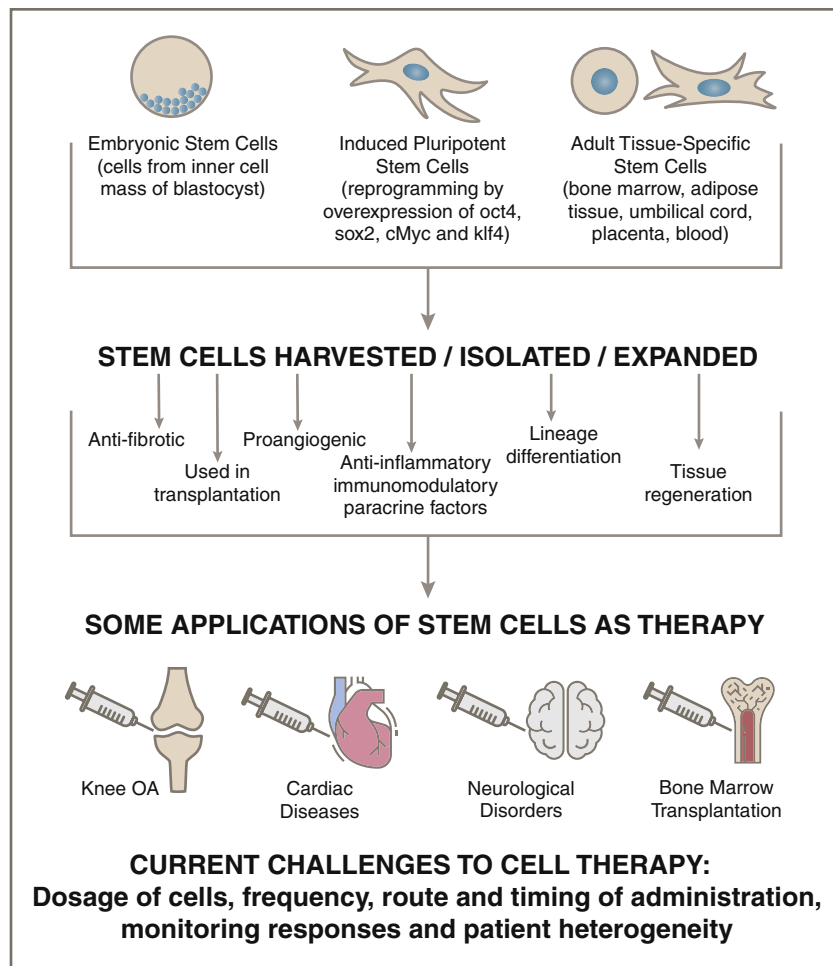 Embryonic Stem Cells
(cells from inner cell
mass of blastocyst)
Induced Pluripotent
Stem Cells
(reprogramming by
overexpression of oct4,
sox2, cMyc and klf4)
Adult Tissue-Specific
Stem Cells
(bone marrow, adipose
tissue, umbilical cord,
placenta, blood)
STEM CELLS HARVESTED / ISOLATED / EXPANDED
Anti-fibrotic
Used in
transplantation
Proangiogenic
Anti-inflammatory
immunomodulatory
paracrine factors
Lineage
differentiation
Tissue
regeneration
SOME APPLICATIONS OF STEM CELLS AS THERAPY
Knee OA
Cardiac
Diseases
Neurological
Disorders
Bone Marrow
Transplantation
CURRENT CHALLENGES TO CELL THERAPY:
Dosage of cells, frequency, route and timing of administration,
monitoring responses and patient heterogeneity